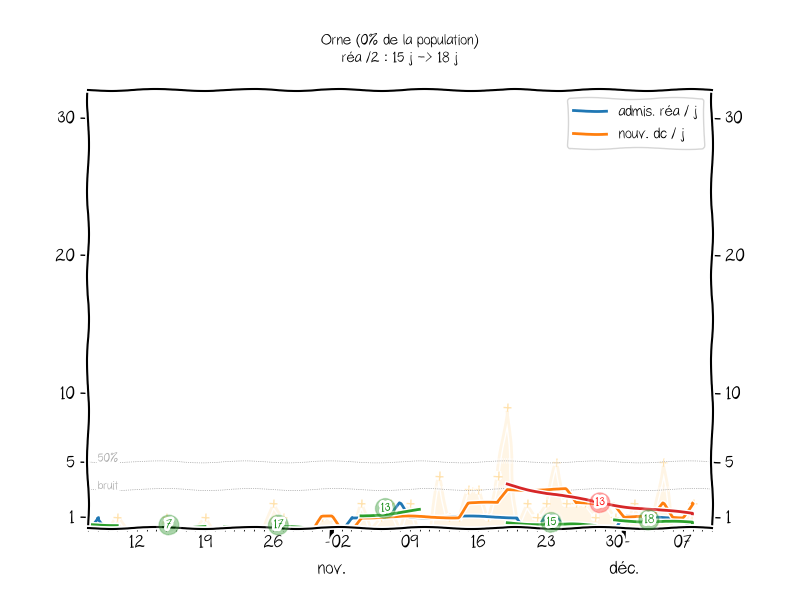 Orne (0% de la population)
réa /2 : 15 j -> 18 j
admis. réa / j
nouv. dc / j
30 30
20 20
10 10
5 5
1 1
50%
bruit
7 17 13 15 13 18
12 19 26 02 09 16 23 30 07
nov. déc.